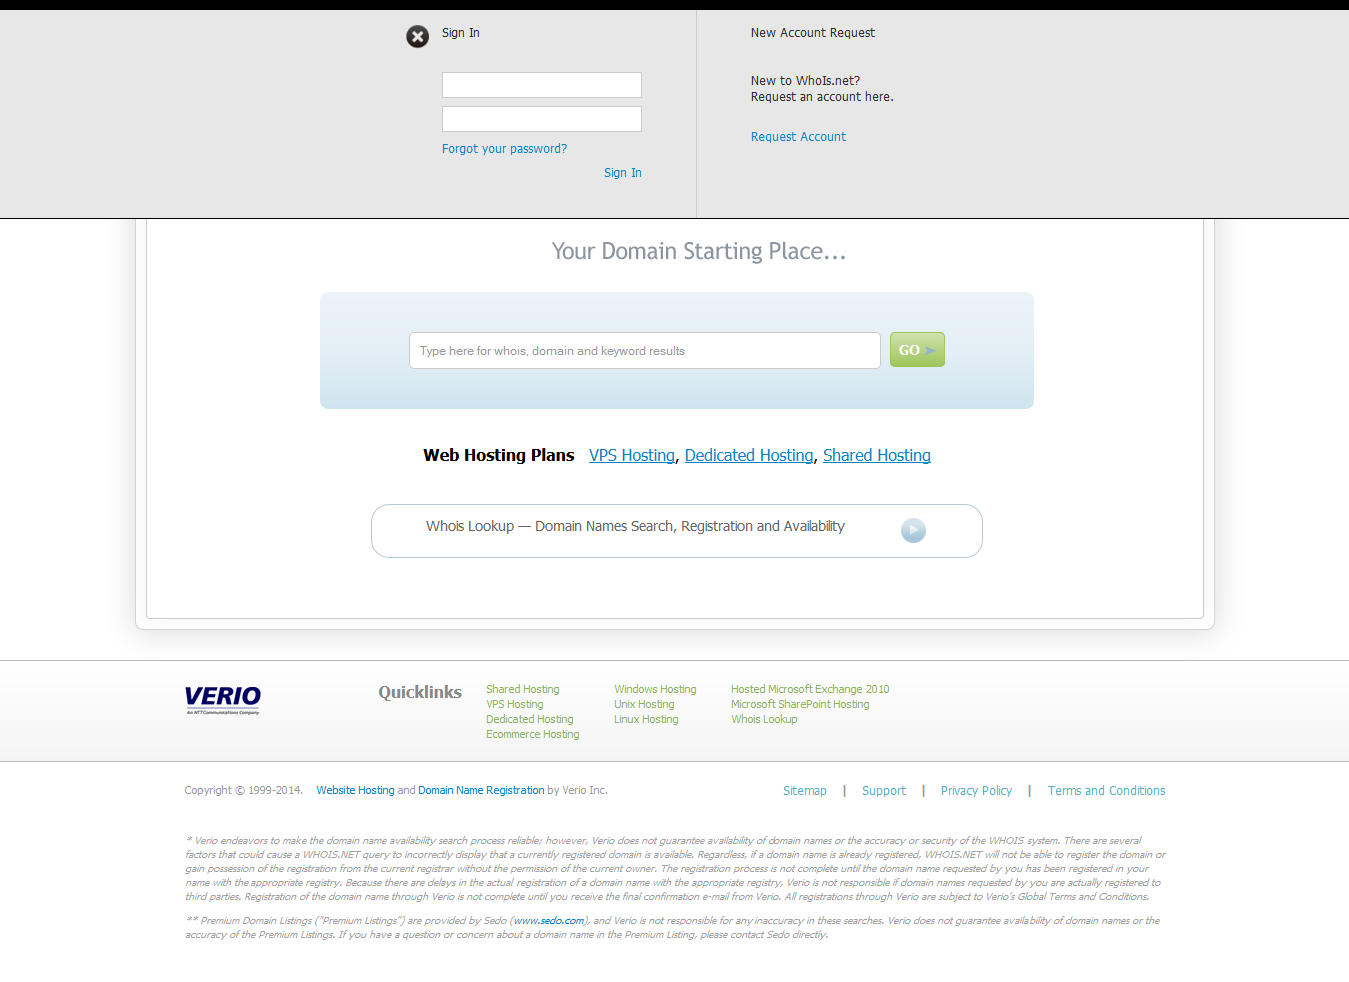 Sign In
Forgot your password?
Sign In
New Account Request
New to WhoIs.net?
Request an account here.
Request Account
Your Domain Starting Place...
Type here for whois, domain and keyword results
GO
Web Hosting Plans VPS Hosting, Dedicated Hosting, Shared Hosting
Whois Lookup — Domain Names Search, Registration and Availability
VERIO
An NTT Communications Company
Quicklinks
Shared Hosting
VPS Hosting
Dedicated Hosting
Ecommerce Hosting
Windows Hosting
Unix Hosting
Linux Hosting
Hosted Microsoft Exchange 2010
Microsoft SharePoint Hosting
Whois Lookup
Copyright © 1999-2014. Website Hosting and Domain Name Registration by Verio Inc.
Sitemap | Support | Privacy Policy | Terms and Conditions
* Verio endeavors to make the domain name availability search process reliable; however, Verio does not guarantee availability of domain names or the accuracy or security of the WHOIS system. There are several
factors that could cause a WHOIS.NET query to incorrectly display that a currently registered domain is available. Regardless, if a domain name is already registered, WHOIS.NET will not be able to register the domain or
gain possession of the registration from the current registrar without the permission of the current owner. The registration process is not complete until the domain name requested by you has been registered in your
name with the appropriate registry. Because there are delays in the actual registration of a domain name with the appropriate registry, Verio is not responsible if domain names requested by you are actually registered to
third parties. Registration of the domain name through Verio is not complete until you receive the final confirmation e-mail from Verio. All registrations through Verio are subject to Verio's Global Terms and Conditions.
** Premium Domain Listings ("Premium Listings") are provided by Sedo (www.sedo.com), and Verio is not responsible for any inaccuracy in these searches. Verio does not guarantee availability of domain names or the
accuracy of the Premium Listings. If you have a question or concern about a domain name in the Premium Listing, please contact Sedo directly.